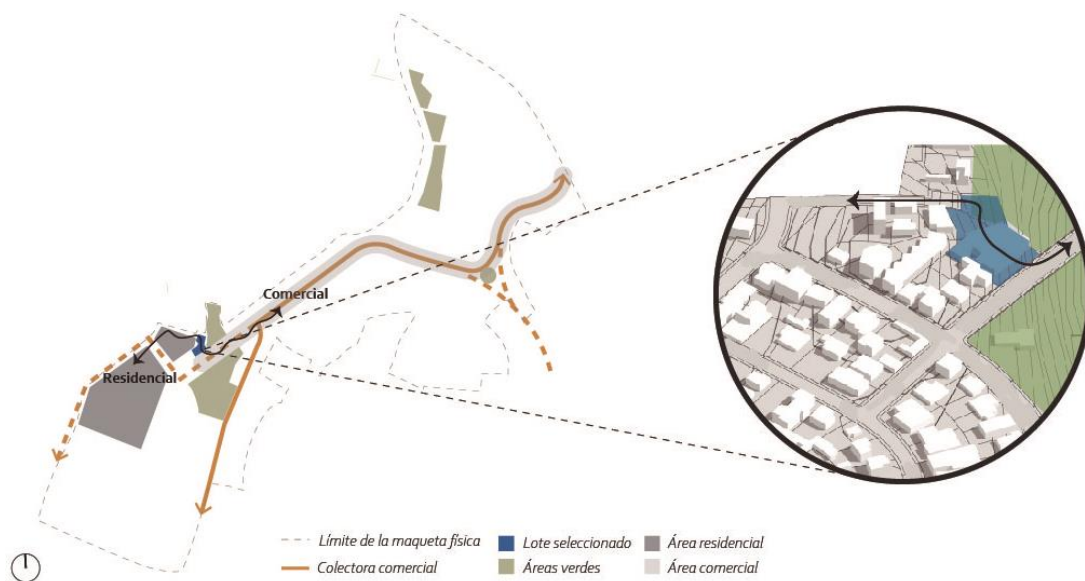 Comercial
Residencial
Límite de la maqueta física
Lote seleccionado
Área residencial
Colectora comercial
Áreas verdes
Área comercial